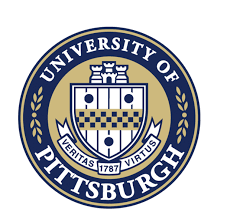 UNIVERSITY OF
PITTSBURGH
VERITAS 1787 VIRTUS